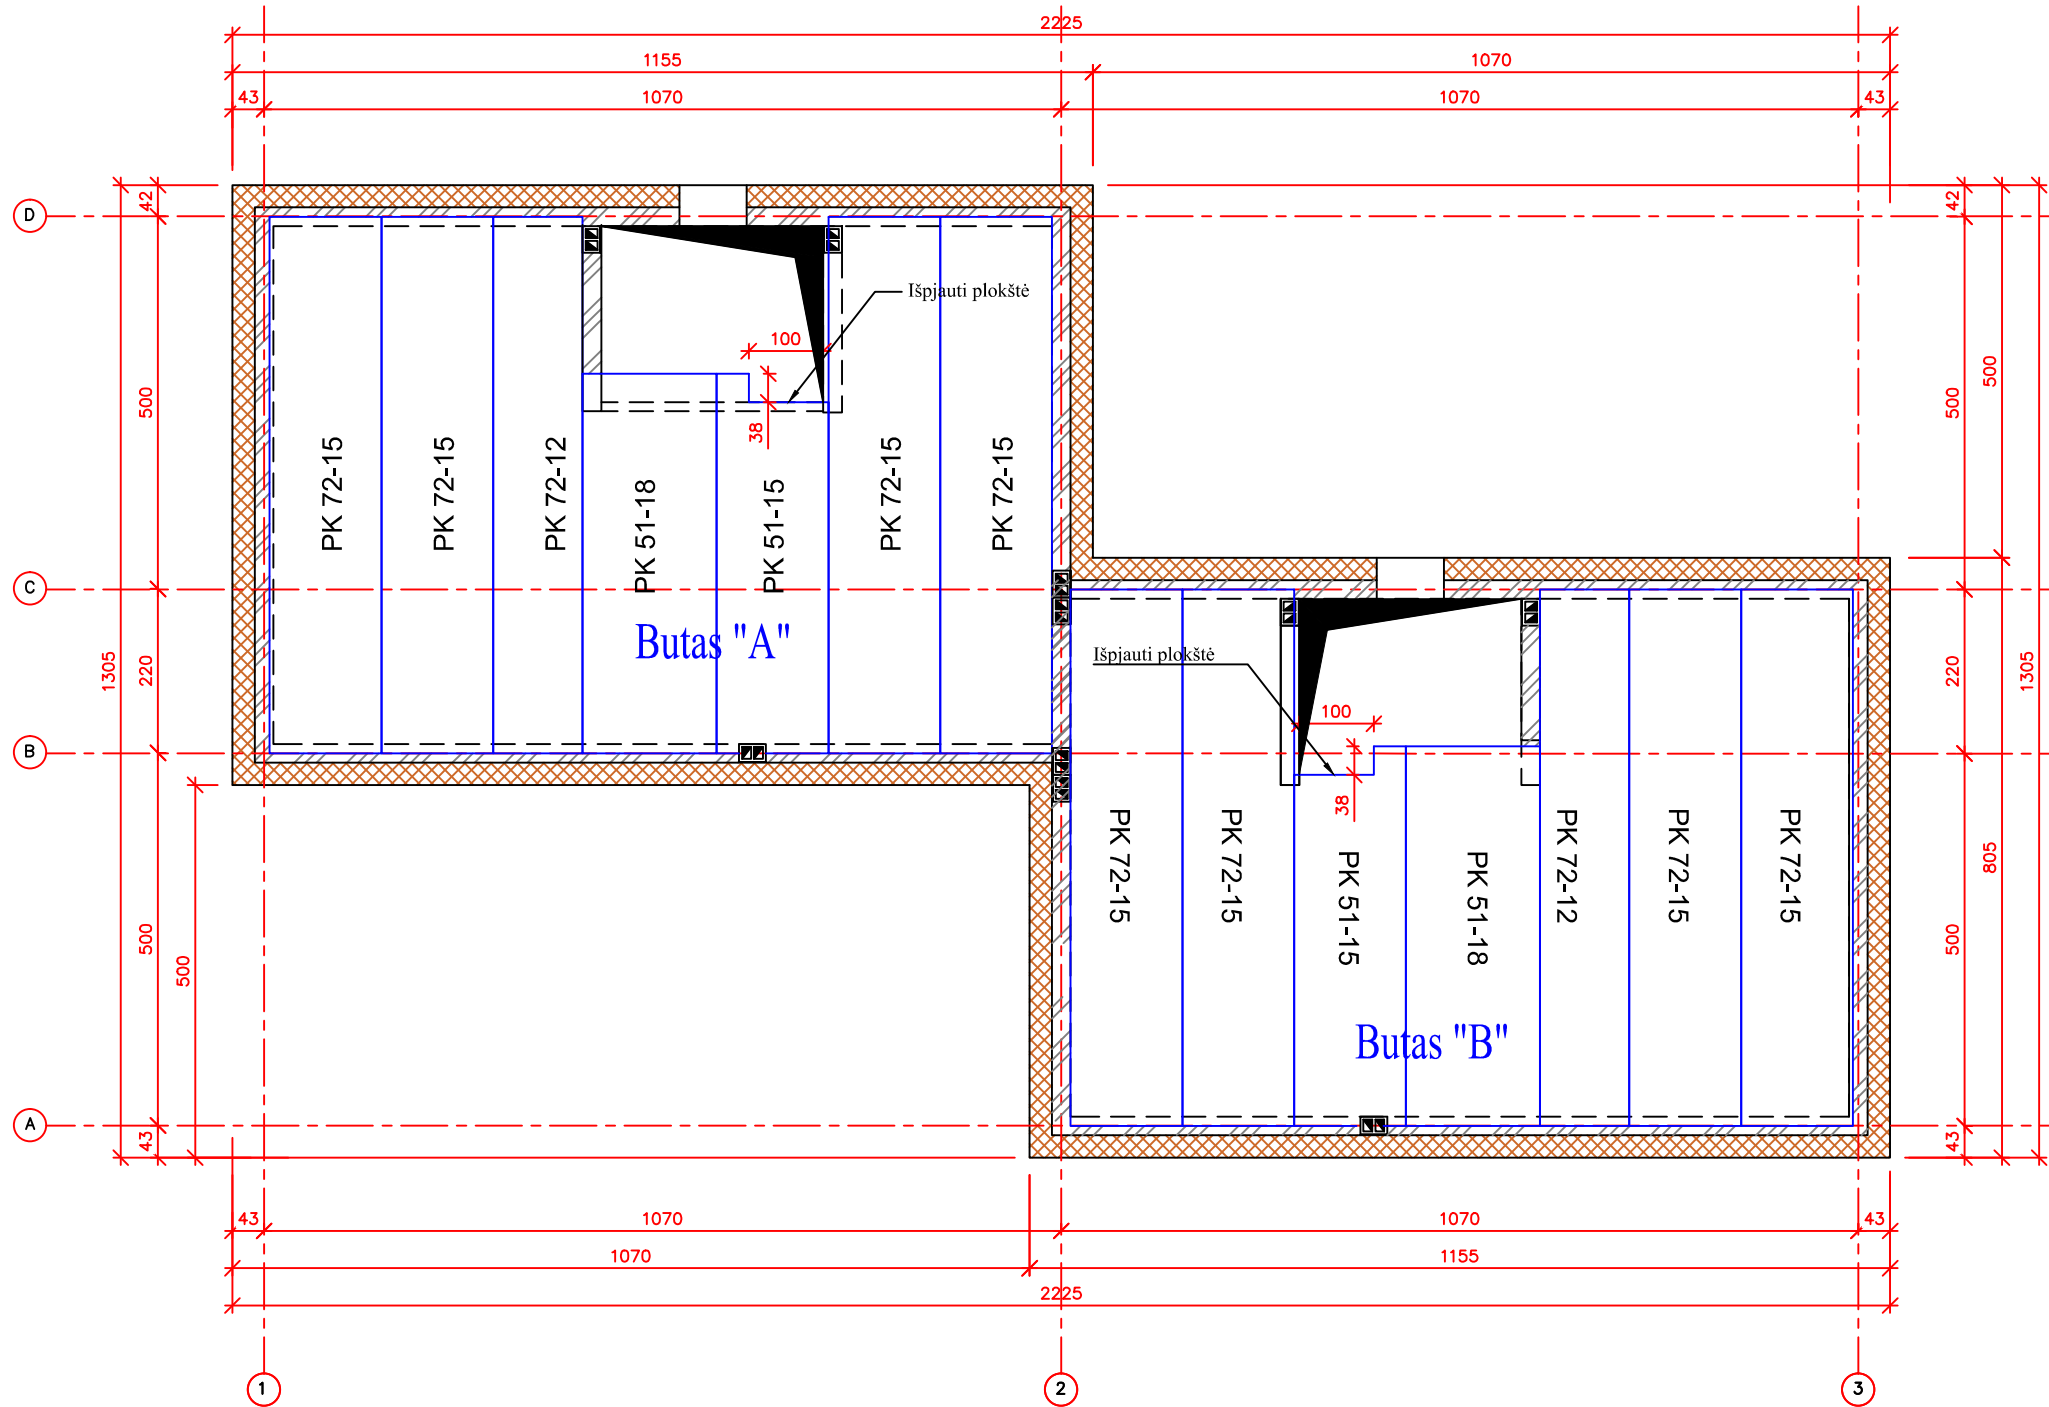 2225
1155 1070
43 1070 1070 43
D
C
B
A
42
500
220
500
43
1305
500
42
500
220
500
43
500
805
1305
Išpjauti plokštė
100
38
PK 72-15
PK 72-15
PK 72-12
PK 51-18
PK 51-15
PK 72-15
PK 72-15
Butas "A"
Išpjauti plokštė
100
38
PK 72-15
PK 72-15
PK 51-15
PK 51-18
PK 72-12
PK 72-15
PK 72-15
Butas "B"
43 1070 1070 43
1070 1155
2225
1 2 3